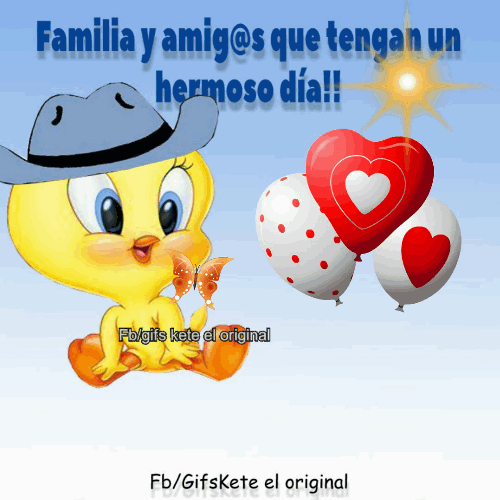 Familia y amig@s que tengan un
hermoso día!!
Fb/gifs kete el original
Fb/GifsKete el original